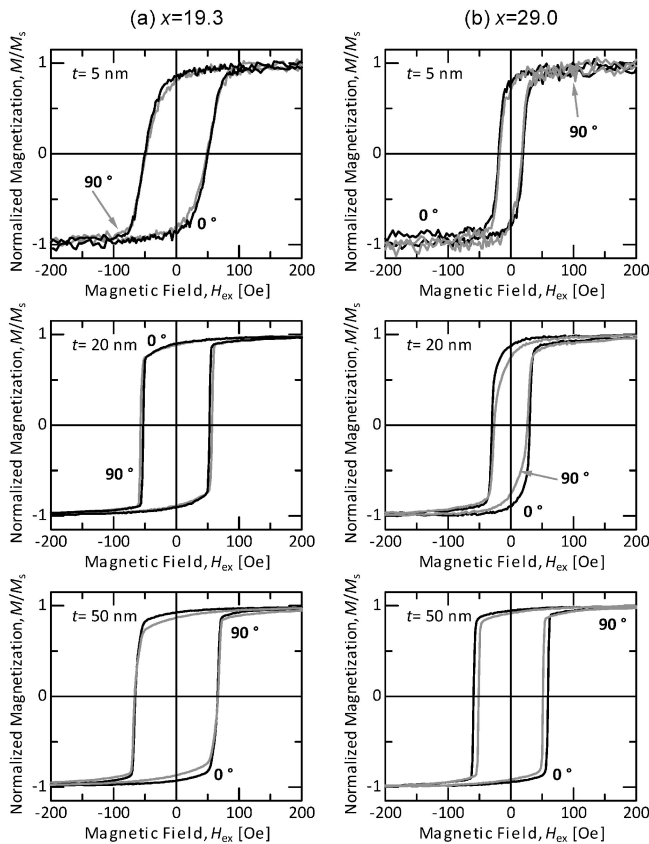 (a) x=19.3
(b) x=29.0
Normalized Magnetization, M/Ms
1
0
-1
t= 5 nm
90 °
0 °
-200 -100 0 100 200
Magnetic Field, Hex [Oe]
Normalized Magnetization, M/Ms
1
0
-1
t= 5 nm
90 °
0 °
-200 -100 0 100 200
Magnetic Field, Hex [Oe]
Normalized Magnetization, M/Ms
1
0
-1
t= 20 nm
0 °
90 °
-200 -100 0 100 200
Magnetic Field, Hex [Oe]
Normalized Magnetization, M/Ms
1
0
-1
t= 20 nm
90 °
0 °
-200 -100 0 100 200
Magnetic Field, Hex [Oe]
Normalized Magnetization, M/Ms
1
0
-1
t= 50 nm
90 °
0 °
-200 -100 0 100 200
Magnetic Field, Hex [Oe]
Normalized Magnetization, M/Ms
1
0
-1
t= 50 nm
90 °
0 °
-200 -100 0 100 200
Magnetic Field, Hex [Oe]